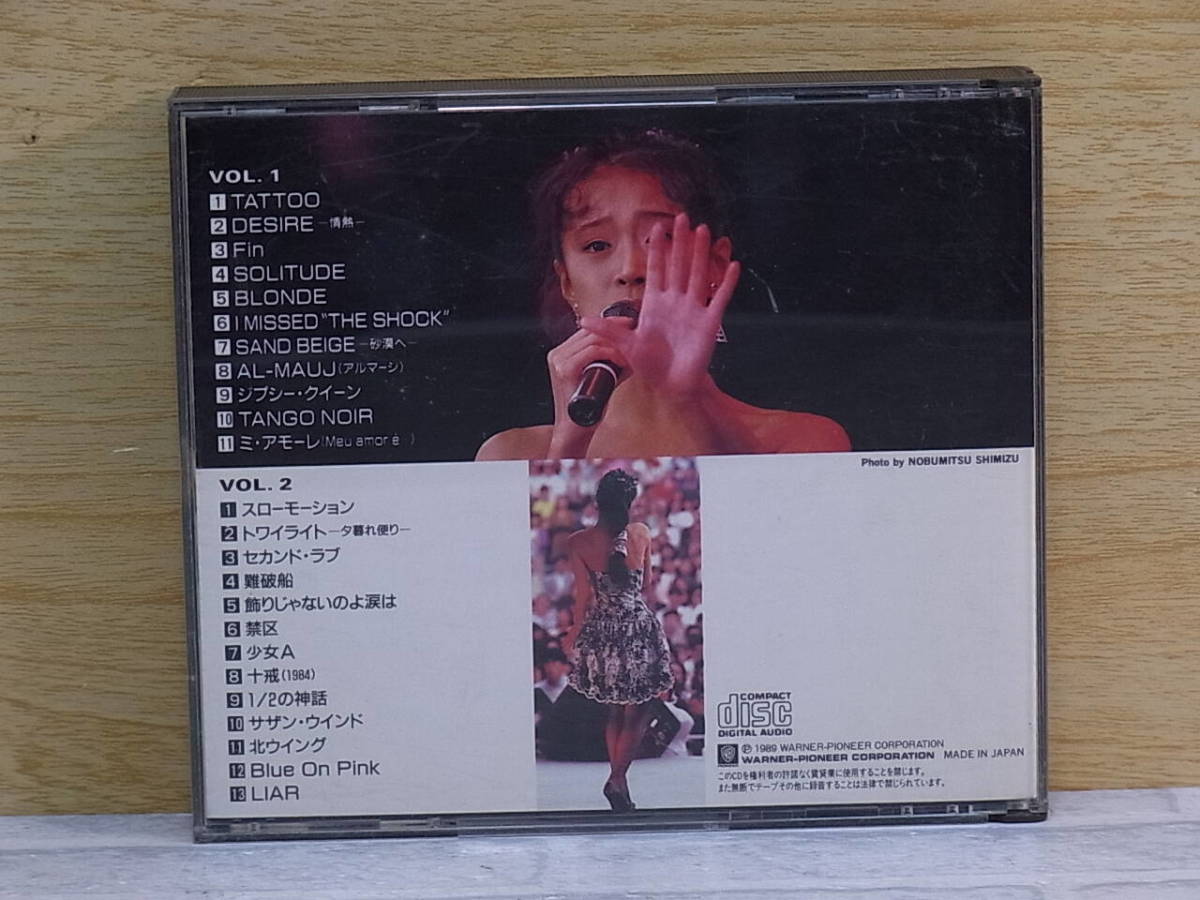 VOL. 1
1 TATTOO
2 DESIRE －情熱－
3 Fin
4 SOLITUDE
5 BLONDE
6 I MISSED "THE SHOCK"
7 SAND BEIGE －砂漠へ－
8 AL-MAUJ(アルマージ)
9 ジプシー・クイーン
10 TANGO NOIR
11 ミ・アモーレ(Meu amor é )
Photo by NOBUMITSU SHIMIZU
VOL. 2
1 スローモーション
2 トワイライト－夕暮れ便り－
3 セカンド・ラブ
4 難破船
5 飾りじゃないのよ涙は
6 禁区
7 少女A
8 十戒(1984)
9 1/2の神話
10 サザン・ウインド
11 北ウイング
12 Blue On Pink
13 LIAR
COMPACT
disc
DIGITAL AUDIO
Ⓟ 1989 WARNER-PIONEER CORPORATION
WARNER-PIONEER CORPORATION MADE IN JAPAN
このCDを権利者の許諾なく賃貸業に使用することを禁じます。
また無断でテープその他に録音することは法律で禁じられています。